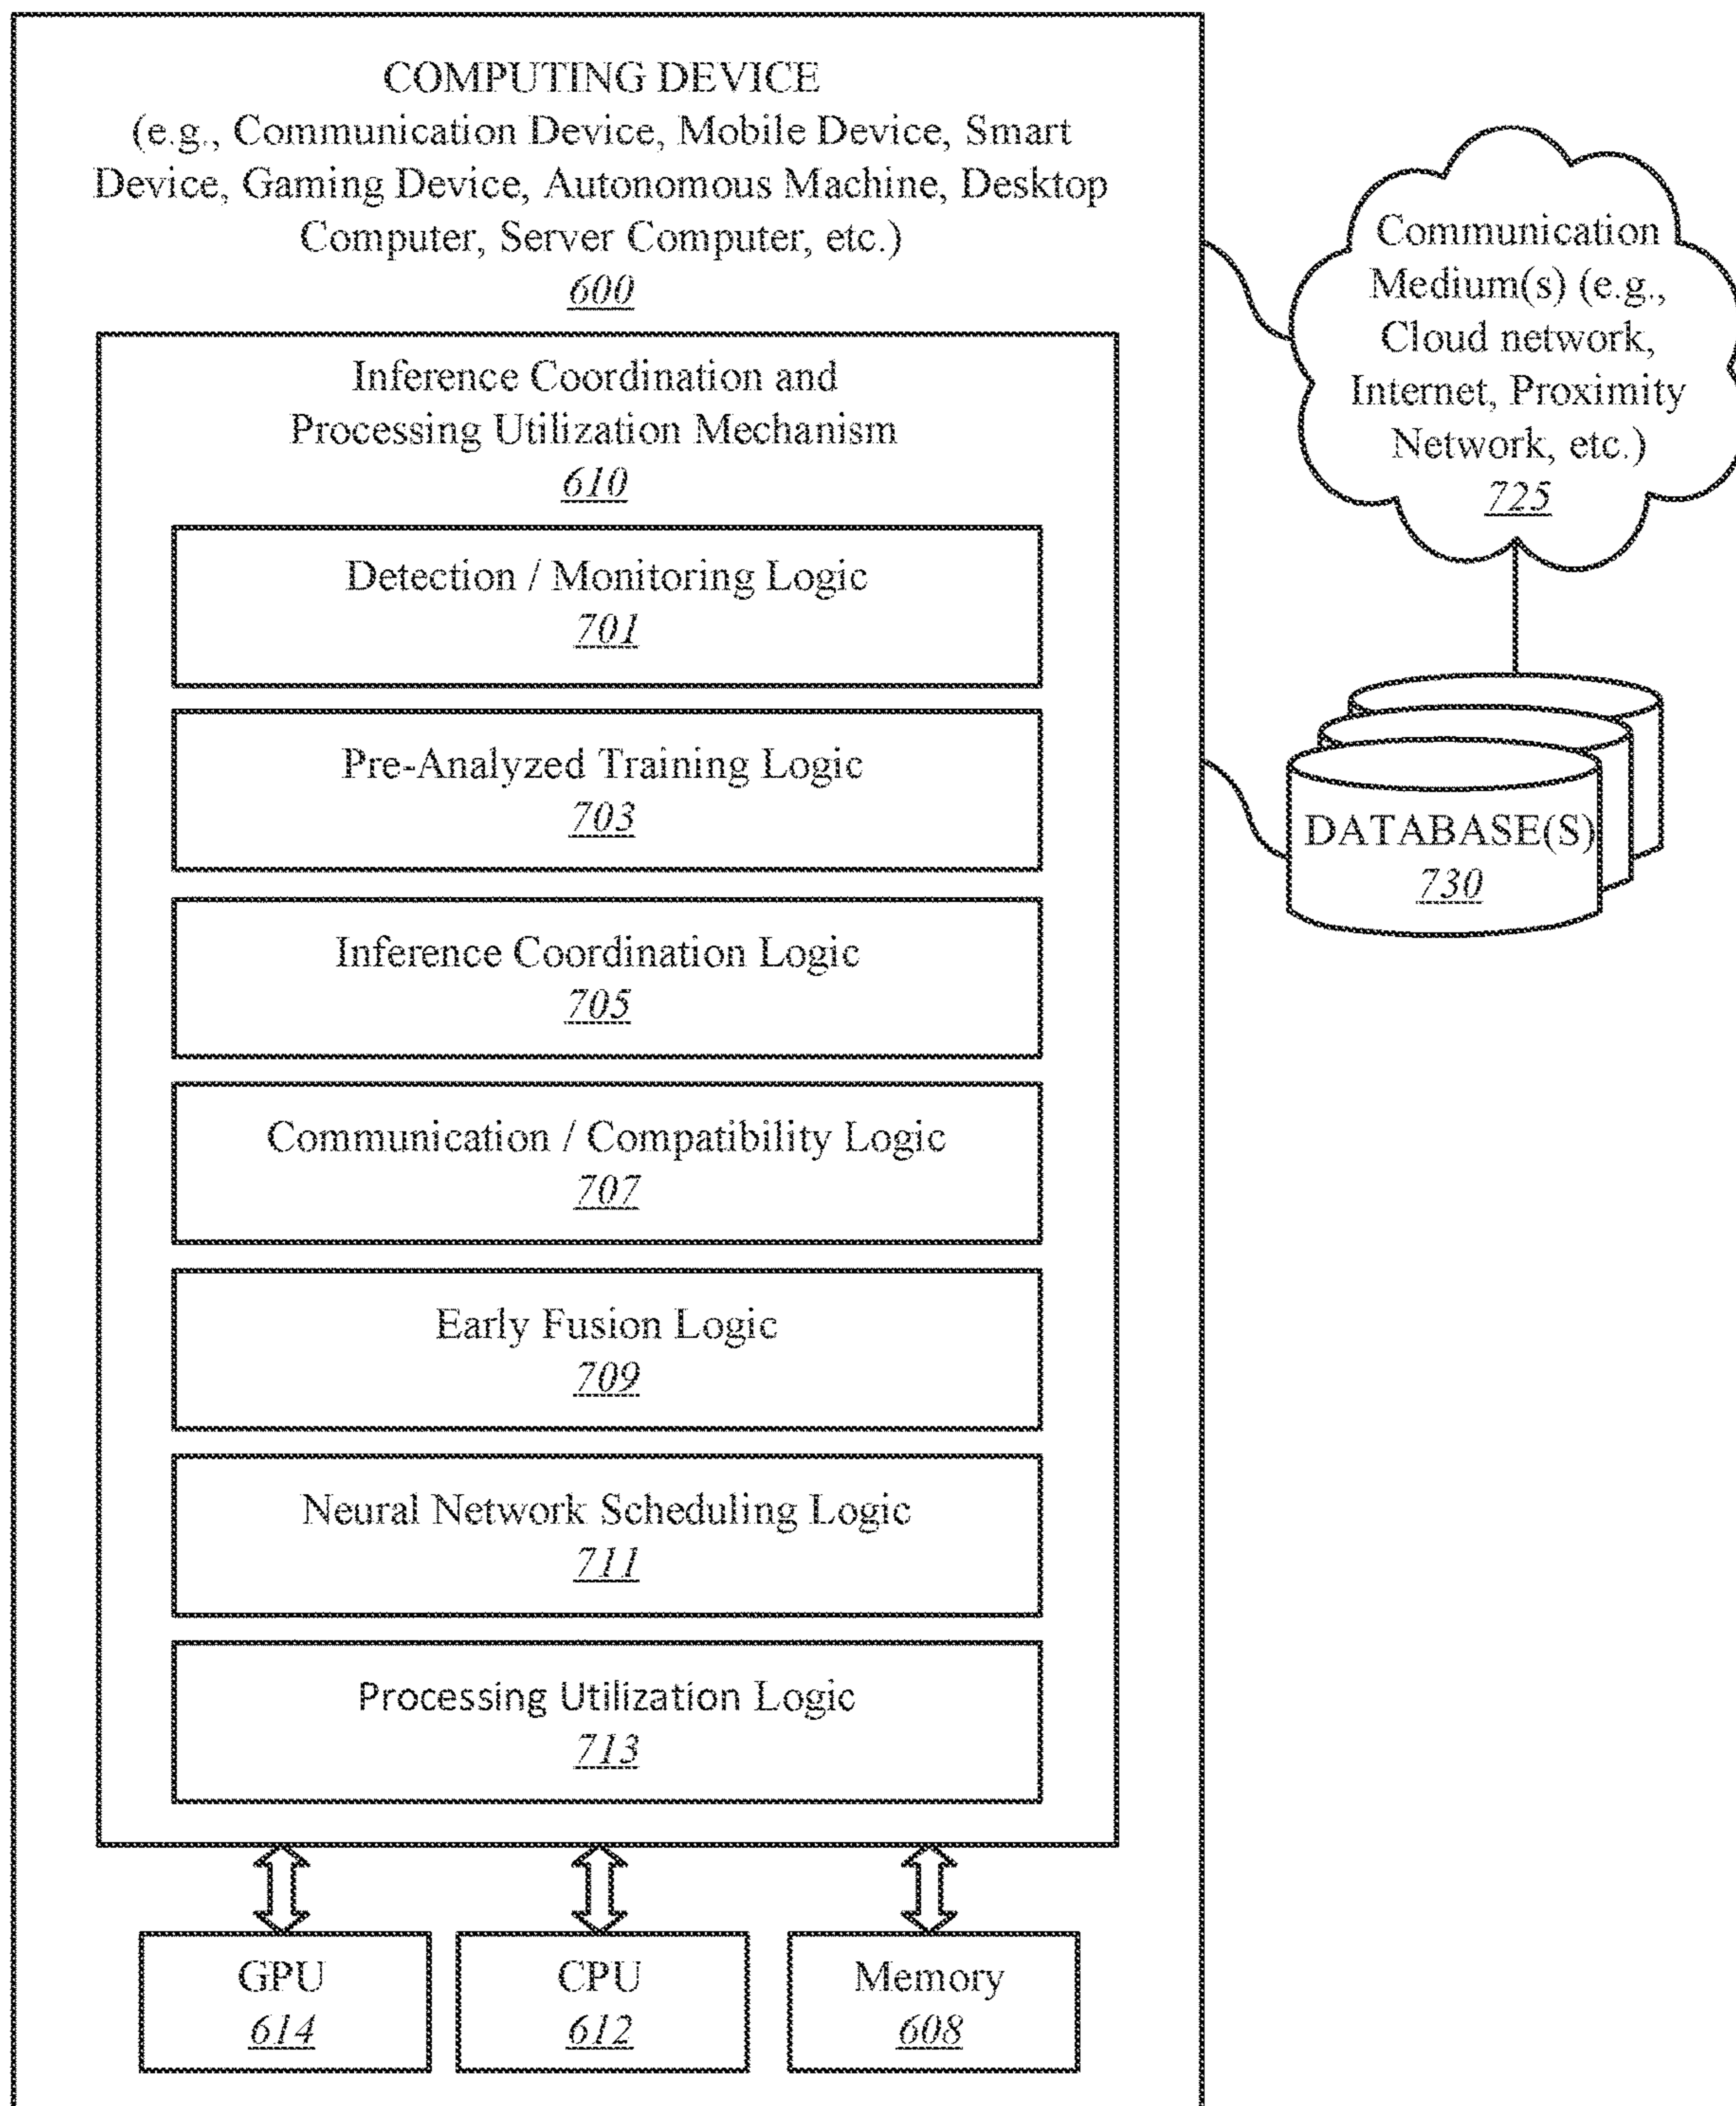 COMPUTING DEVICE
(e.g., Communication Device, Mobile Device, Smart
Device, Gaming Device, Autonomous Machine, Desktop
Computer, Server Computer, etc.)
600
Inference Coordination and
Processing Utilization Mechanism
610
Detection / Monitoring Logic
701
Pre-Analyzed Training Logic
703
Inference Coordination Logic
705
Communication / Compatibility Logic
707
Early Fusion Logic
709
Neural Network Scheduling Logic
711
Processing Utilization Logic
713
GPU
614
CPU
612
Memory
608
Communication
Medium(s) (e.g.,
Cloud network,
Internet, Proximity
Network, etc.)
725
DATABASE(S)
730